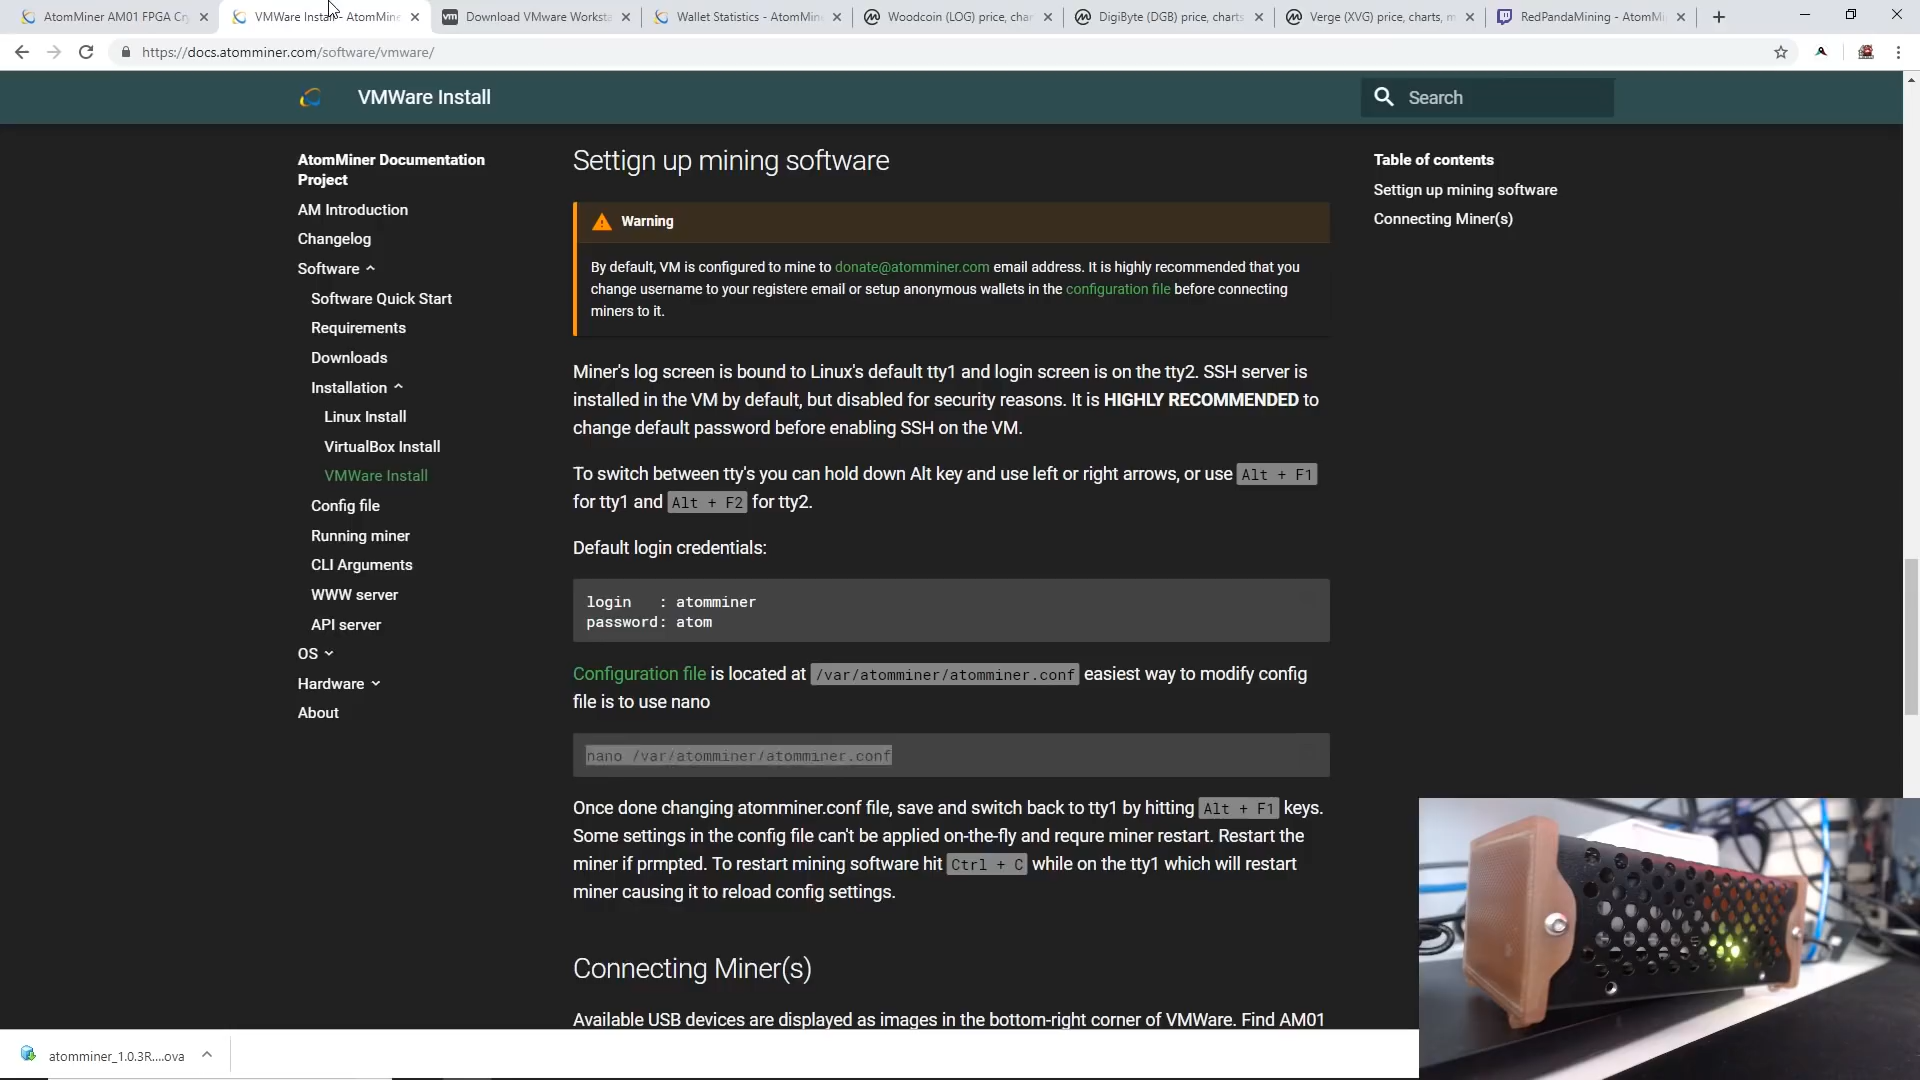 AtomMiner AM01 FPGA Cr
VMWare Install - AtomMine
Download VMware Worksta
Wallet Statistics - AtomMine
Woodcoin (LOG) price, char
DigiByte (DGB) price, charts
Verge (XVG) price, charts, m
RedPandaMining - AtomMi
https://docs.atomminer.com/software/vmware/
VMWare Install
Search
AtomMiner Documentation
Project
AM Introduction
Changelog
Software
Software Quick Start
Requirements
Downloads
Installation
Linux Install
VirtualBox Install
VMWare Install
Config file
Running miner
CLI Arguments
WWW server
API server
OS
Hardware
About
Settign up mining software
Warning
By default, VM is configured to mine to donate@atomminer.com email address. It is highly recommended that you
change username to your registere email or setup anonymous wallets in the configuration file before connecting
miners to it.
Miner's log screen is bound to Linux's default tty1 and login screen is on the tty2. SSH server is
installed in the VM by default, but disabled for security reasons. It is HIGHLY RECOMMENDED to
change default password before enabling SSH on the VM.
To switch between tty's you can hold down Alt key and use left or right arrows, or use Alt + F1
for tty1 and Alt + F2 for tty2.
Default login credentials:
login : atomminer
password: atom
Configuration file is located at /var/atomminer/atomminer.conf easiest way to modify config
file is to use nano
nano /var/atomminer/atomminer.conf
Once done changing atomminer.conf file, save and switch back to tty1 by hitting Alt + F1 keys.
Some settings in the config file can't be applied on-the-fly and requre miner restart. Restart the
miner if prmpted. To restart mining software hit Ctrl + C while on the tty1 which will restart
miner causing it to reload config settings.
Connecting Miner(s)
Available USB devices are displayed as images in the bottom-right corner of VMWare. Find AM01
Table of contents
Settign up mining software
Connecting Miner(s)
atomminer_1.0.3R....ova